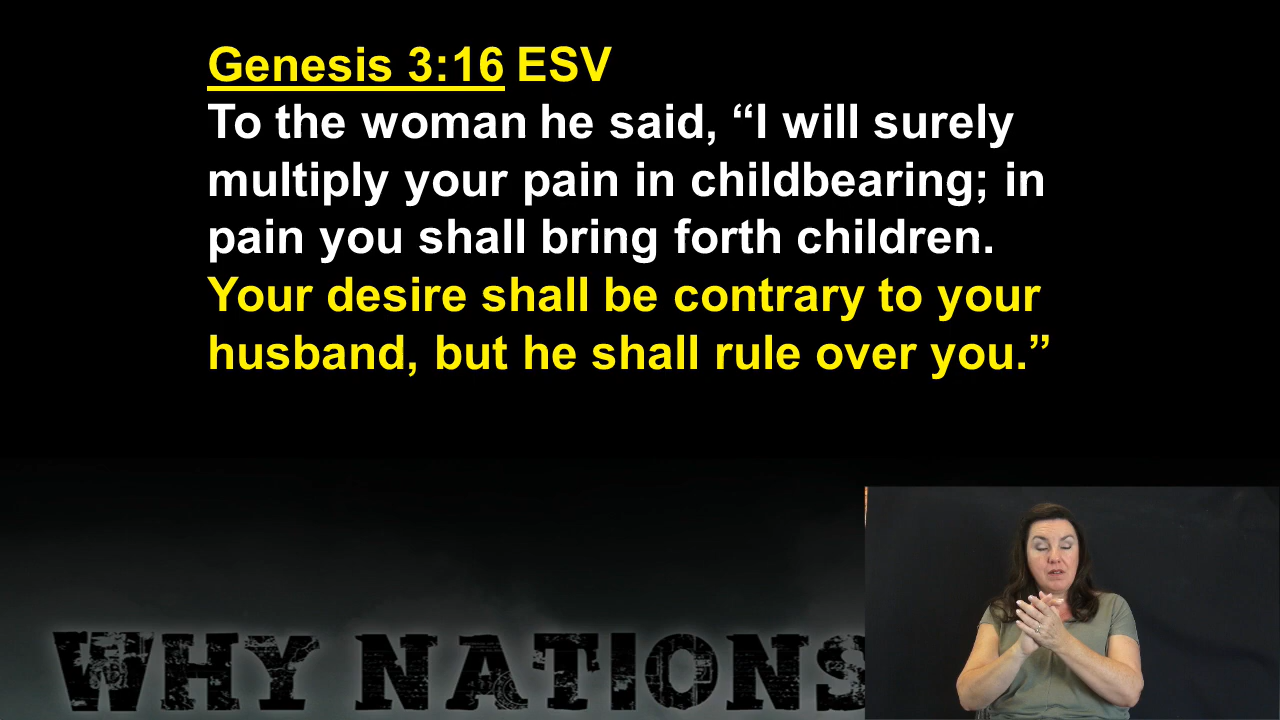 Genesis 3:16 ESV
To the woman he said, “I will surely
multiply your pain in childbearing; in
pain you shall bring forth children.
Your desire shall be contrary to your
husband, but he shall rule over you.”
WHY NATIONS